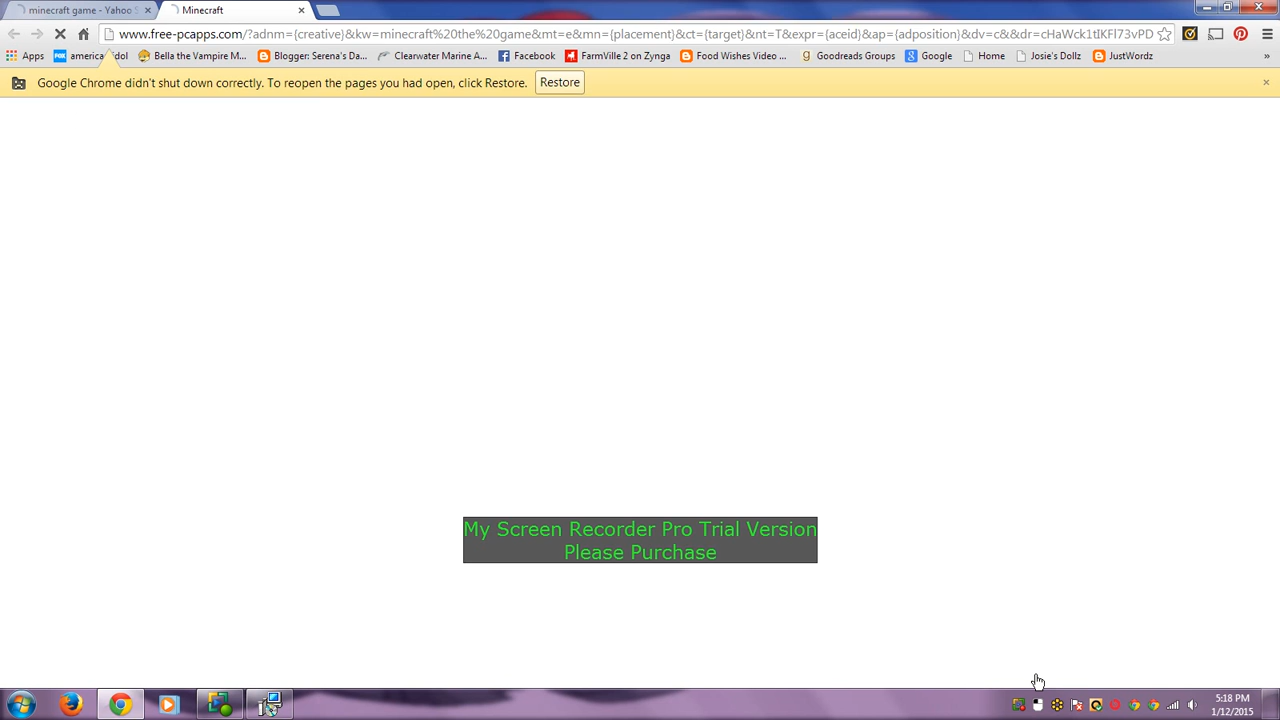 minecraft game - Yahoo S
Minecraft
www.free-pcapps.com/?adnm={creative}&kw=minecraft%20the%20game&mt=e&mn={placement}&ct={target}&nt=T&expr={aceid}&ap={adposition}&dv=c&dr=cHaWck1tIKFl73vPD
Apps american idol Bella the Vampire M... Blogger: Serena's Da... Clearwater Marine A... Facebook FarmVille 2 on Zynga Food Wishes Video ... Goodreads Groups Google Home Josie's Dollz JustWordz »
Google Chrome didn't shut down correctly. To reopen the pages you had open, click Restore. Restore
My Screen Recorder Pro Trial Version
Please Purchase
5:18 PM
1/12/2015